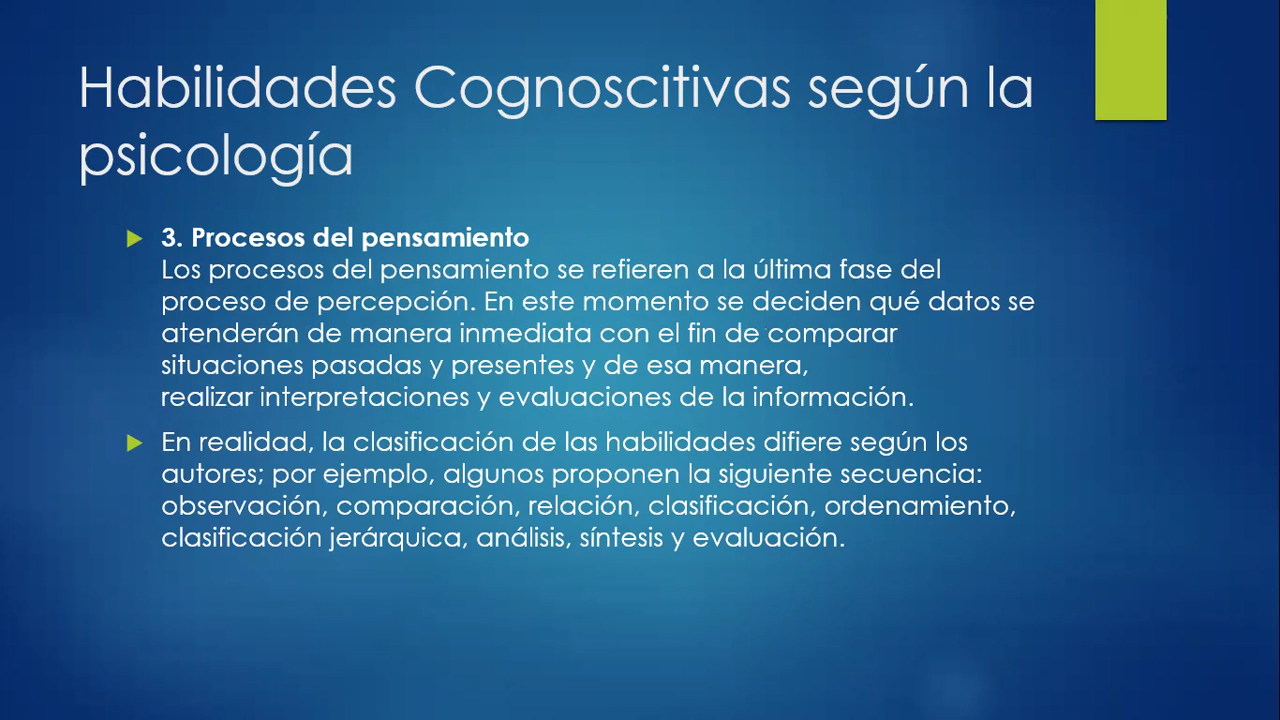 Habilidades Cognoscitivas según la
psicología
3. Procesos del pensamiento
Los procesos del pensamiento se refieren a la última fase del
proceso de percepción. En este momento se deciden qué datos se
atenderán de manera inmediata con el fin de comparar
situaciones pasadas y presentes y de esa manera,
realizar interpretaciones y evaluaciones de la información.
En realidad, la clasificación de las habilidades difiere según los
autores; por ejemplo, algunos proponen la siguiente secuencia:
observación, comparación, relación, clasificación, ordenamiento,
clasificación jerárquica, análisis, síntesis y evaluación.